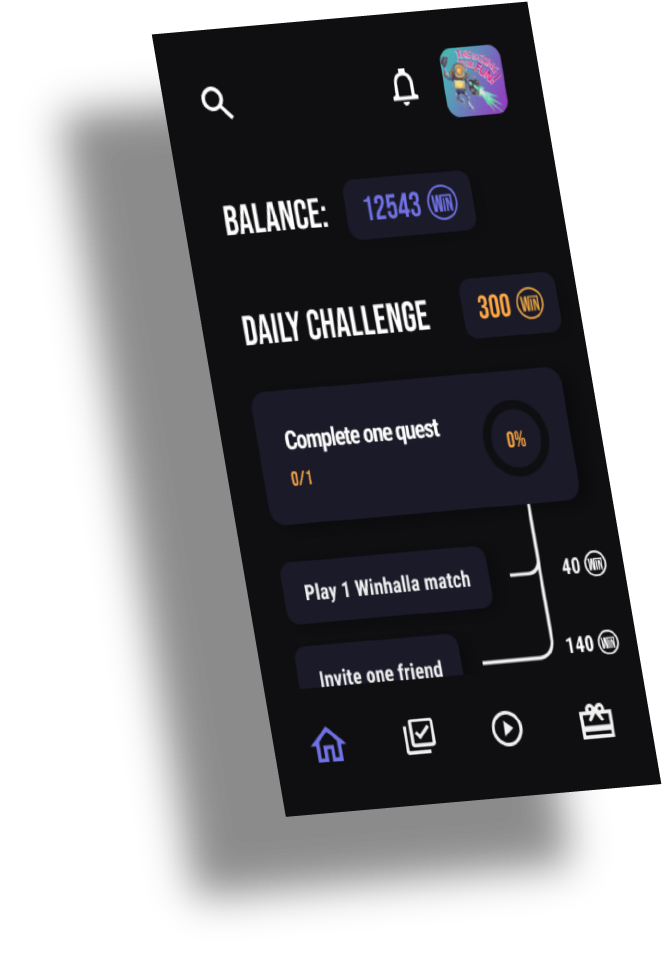 BALANCE: 12543 WIN
DAILY CHALLENGE 300 WIN
Complete one quest
0/1
0%
Play 1 Winhalla match
40 WIN
Invite one friend
140 WIN